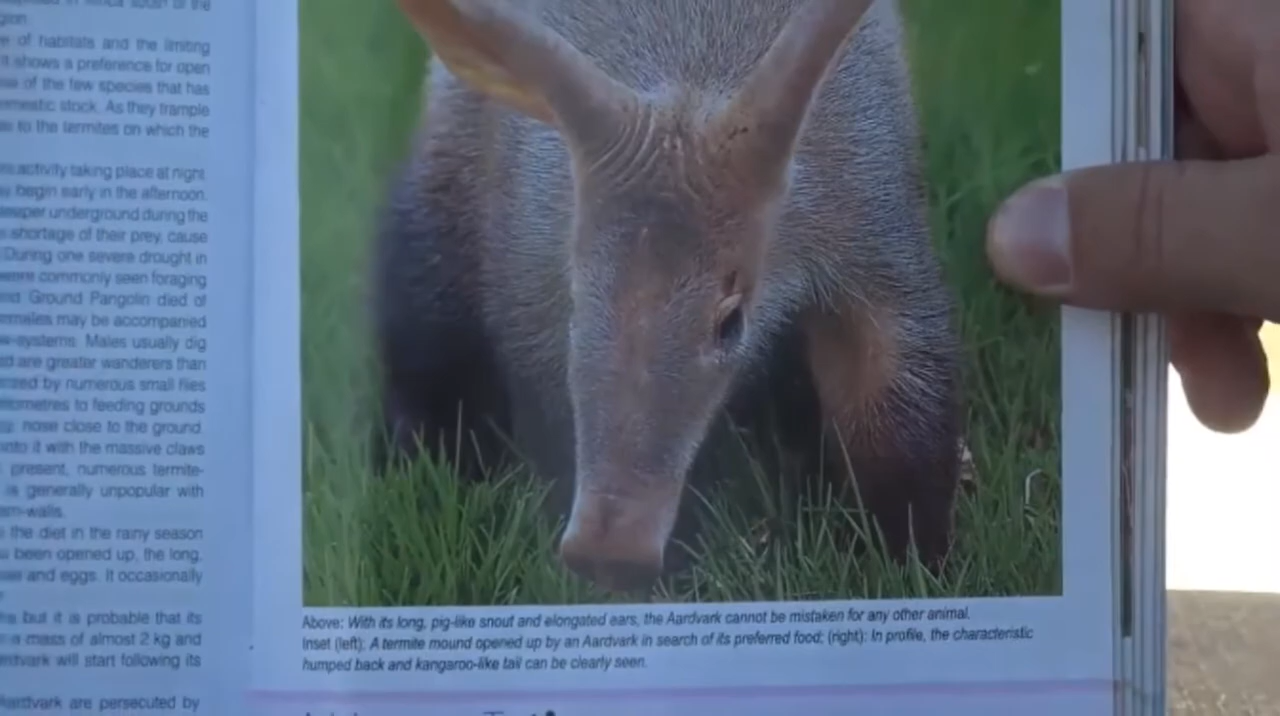 of habitats and the limiting
it shows a preference for open
of the few species that has
stock. As they trample
to the termites on which the
activity taking place at night
begin early in the afternoon.
underground during the
shortage of their prey, cause
During one severe drought in
commonly seen foraging
Ground Pangolin died of
may be accompanied
Males usually dig
are greater wanderers than
by numerous small flies
to feeding grounds
nose close to the ground.
into it with the massive claws
present, numerous termite-
is generally unpopular with
the diet in the rainy season
been opened up, the long,
and eggs. It occasionally
but it is probable that its
a mass of almost 2 kg and
will start following its
are persecuted by
Above: With its long, pig-like snout and elongated ears, the Aardvark cannot be mistaken for any other animal.
Inset (left): A termite mound opened up by an Aardvark in search of its preferred food; (right): In profile, the characteristic
humped back and kangaroo-like tail can be clearly seen.